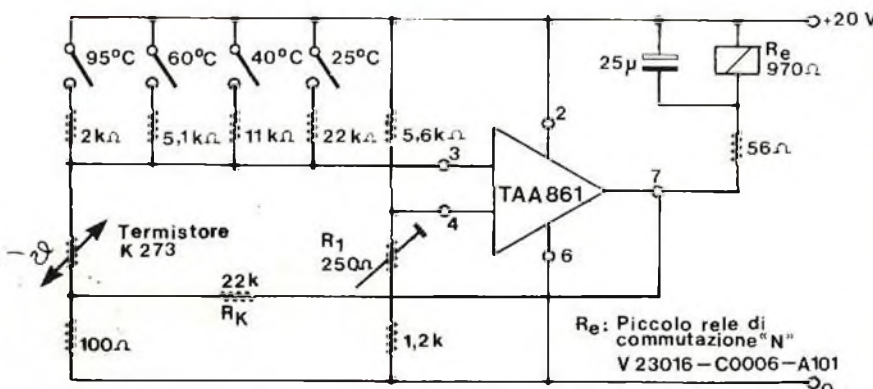 +20 V
95°C 60°C 40°C 25°C
25μ
Re
970Ω
2kΩ 5,1kΩ 11kΩ 22kΩ 5,6kΩ
2
56Ω
3
7
TAA861
4
Termistore
K 273
R1
250Ω
6
22k
RK
100Ω
1,2k
Re: Piccolo rele di
commutazione "N"
V 23016-C0006-A101
0